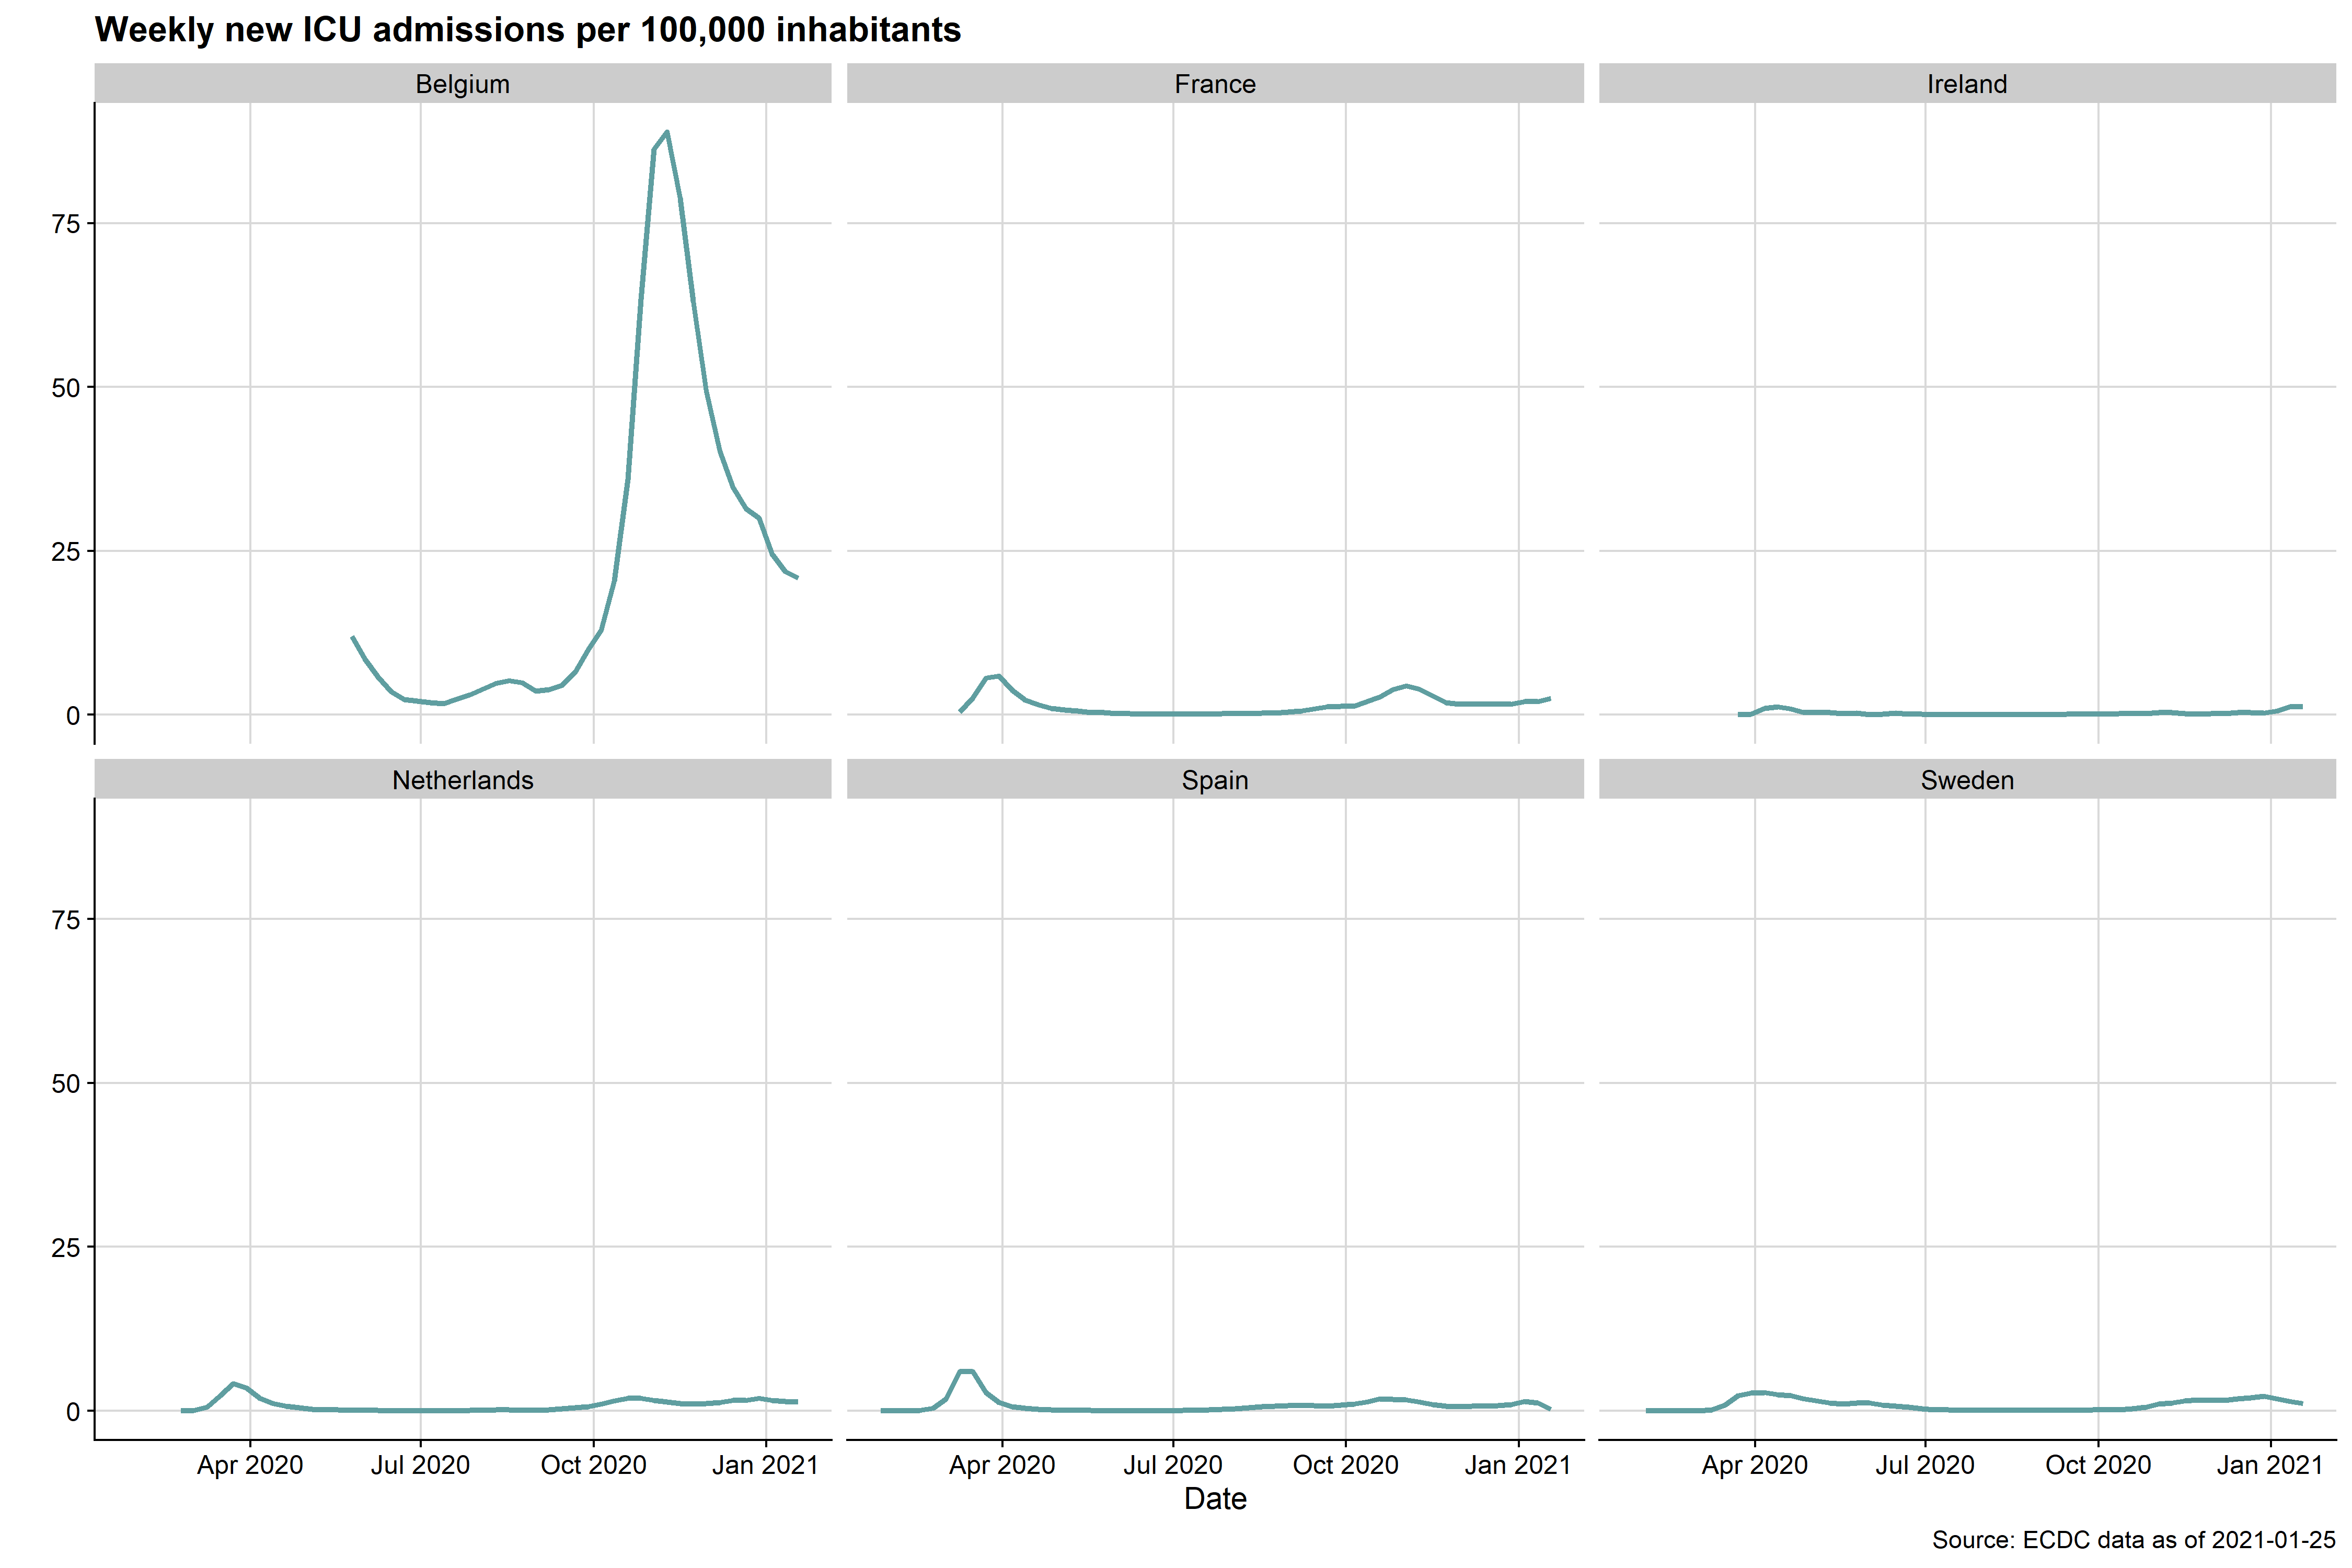 Weekly new ICU admissions per 100,000 inhabitants
Belgium France Ireland
75
50
25
0
Netherlands Spain Sweden
75
50
25
0
Apr 2020 Jul 2020 Oct 2020 Jan 2021 Apr 2020 Jul 2020 Oct 2020 Jan 2021 Apr 2020 Jul 2020 Oct 2020 Jan 2021
Date
Source: ECDC data as of 2021-01-25